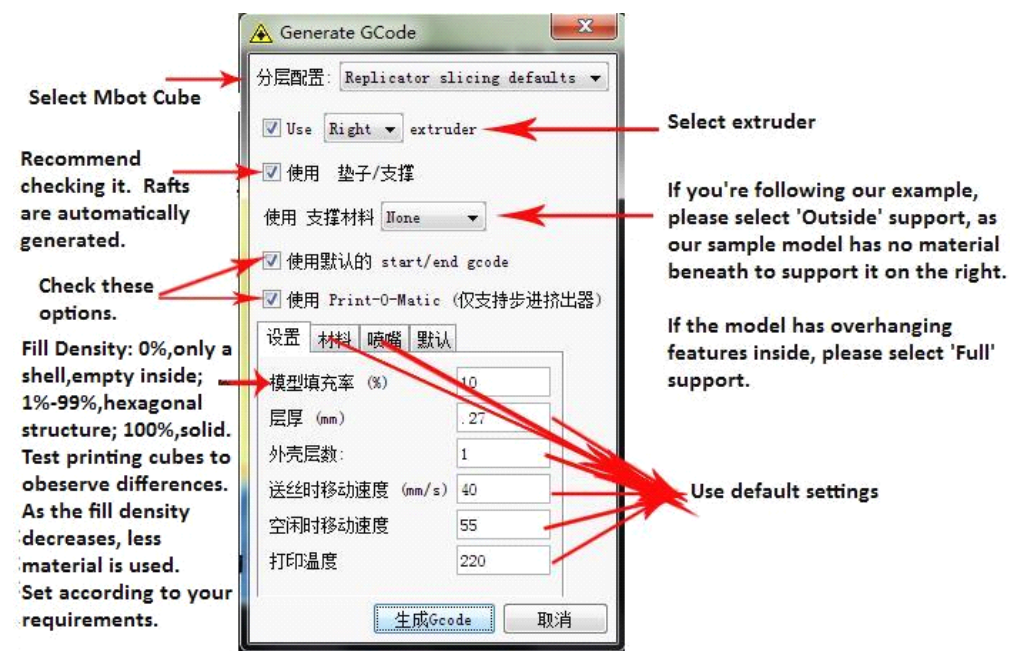 Generate GCode
分层配置: Replicator slicing defaults
Select Mbot Cube
Use Right extruder
Select extruder
Recommend
checking it. Rafts
are automatically
generated.
使用 垫子/支撑
使用 支撑材料 None
If you're following our example,
please select 'Outside' support, as
our sample model has no material
beneath to support it on the right.
If the model has overhanging
features inside, please select 'Full'
support.
Check these
options.
使用默认的 start/end gcode
使用 Print-O-Matic (仅支持步进挤出器)
设置 材料 喷嘴 默认
Fill Density: 0%,only a
shell,empty inside;
1%-99%,hexagonal
structure; 100%,solid.
Test printing cubes to
obeserve differences.
As the fill density
decreases, less
material is used.
Set according to your
requirements.
模型填充率 (%) 10
层厚 (mm) .27
外壳层数: 1
送丝时移动速度 (mm/s) 40
空闲时移动速度 55
打印温度 220
Use default settings
生成Gcode 取消